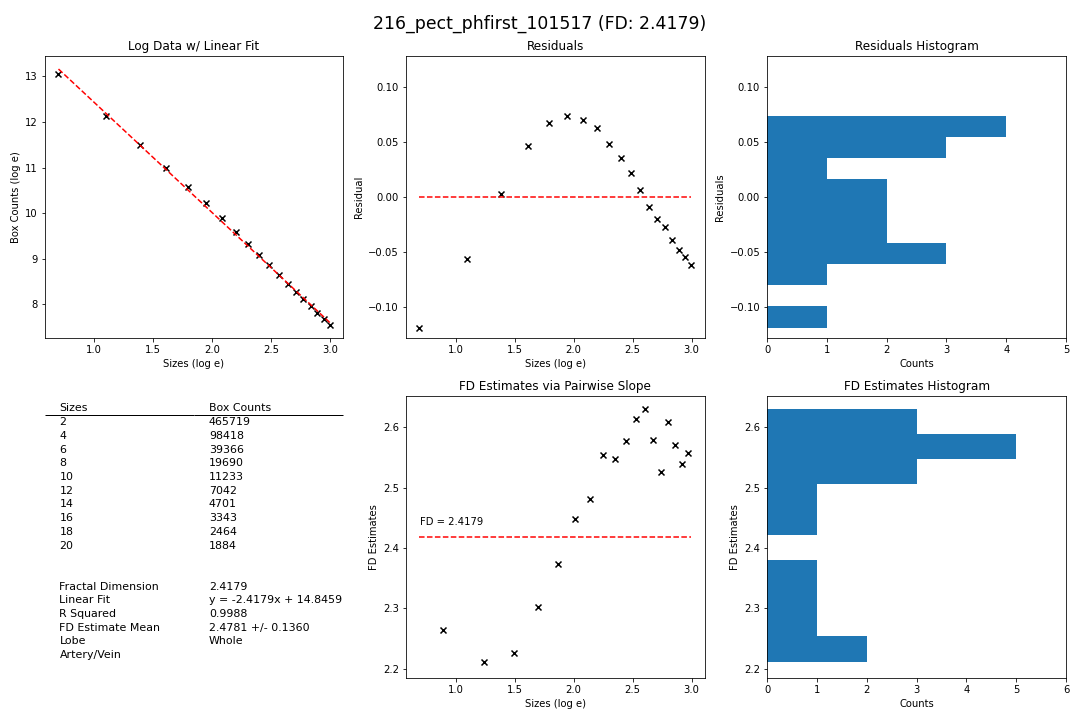 216_pect_phfirst_101517 (FD: 2.4179)
Log Data w/ Linear Fit
Box Counts (log e)
13
12
11
10
9
8
1.0 1.5 2.0 2.5 3.0
Sizes (log e)
Residuals
Residual
0.10
0.05
0.00
−0.05
−0.10
1.0 1.5 2.0 2.5 3.0
Sizes (log e)
Residuals Histogram
Residuals
0.10
0.05
0.00
−0.05
−0.10
0 1 2 3 4 5
Counts
Sizes Box Counts
2 465719
4 98418
6 39366
8 19690
10 11233
12 7042
14 4701
16 3343
18 2464
20 1884
Fractal Dimension 2.4179
Linear Fit y = -2.4179x + 14.8459
R Squared 0.9988
FD Estimate Mean 2.4781 +/- 0.1360
Lobe Whole
Artery/Vein
FD Estimates via Pairwise Slope
FD Estimates
2.6
2.5
2.4
2.3
2.2
FD = 2.4179
1.0 1.5 2.0 2.5 3.0
Sizes (log e)
FD Estimates Histogram
FD Estimates
2.6
2.5
2.4
2.3
2.2
0 1 2 3 4 5 6
Counts